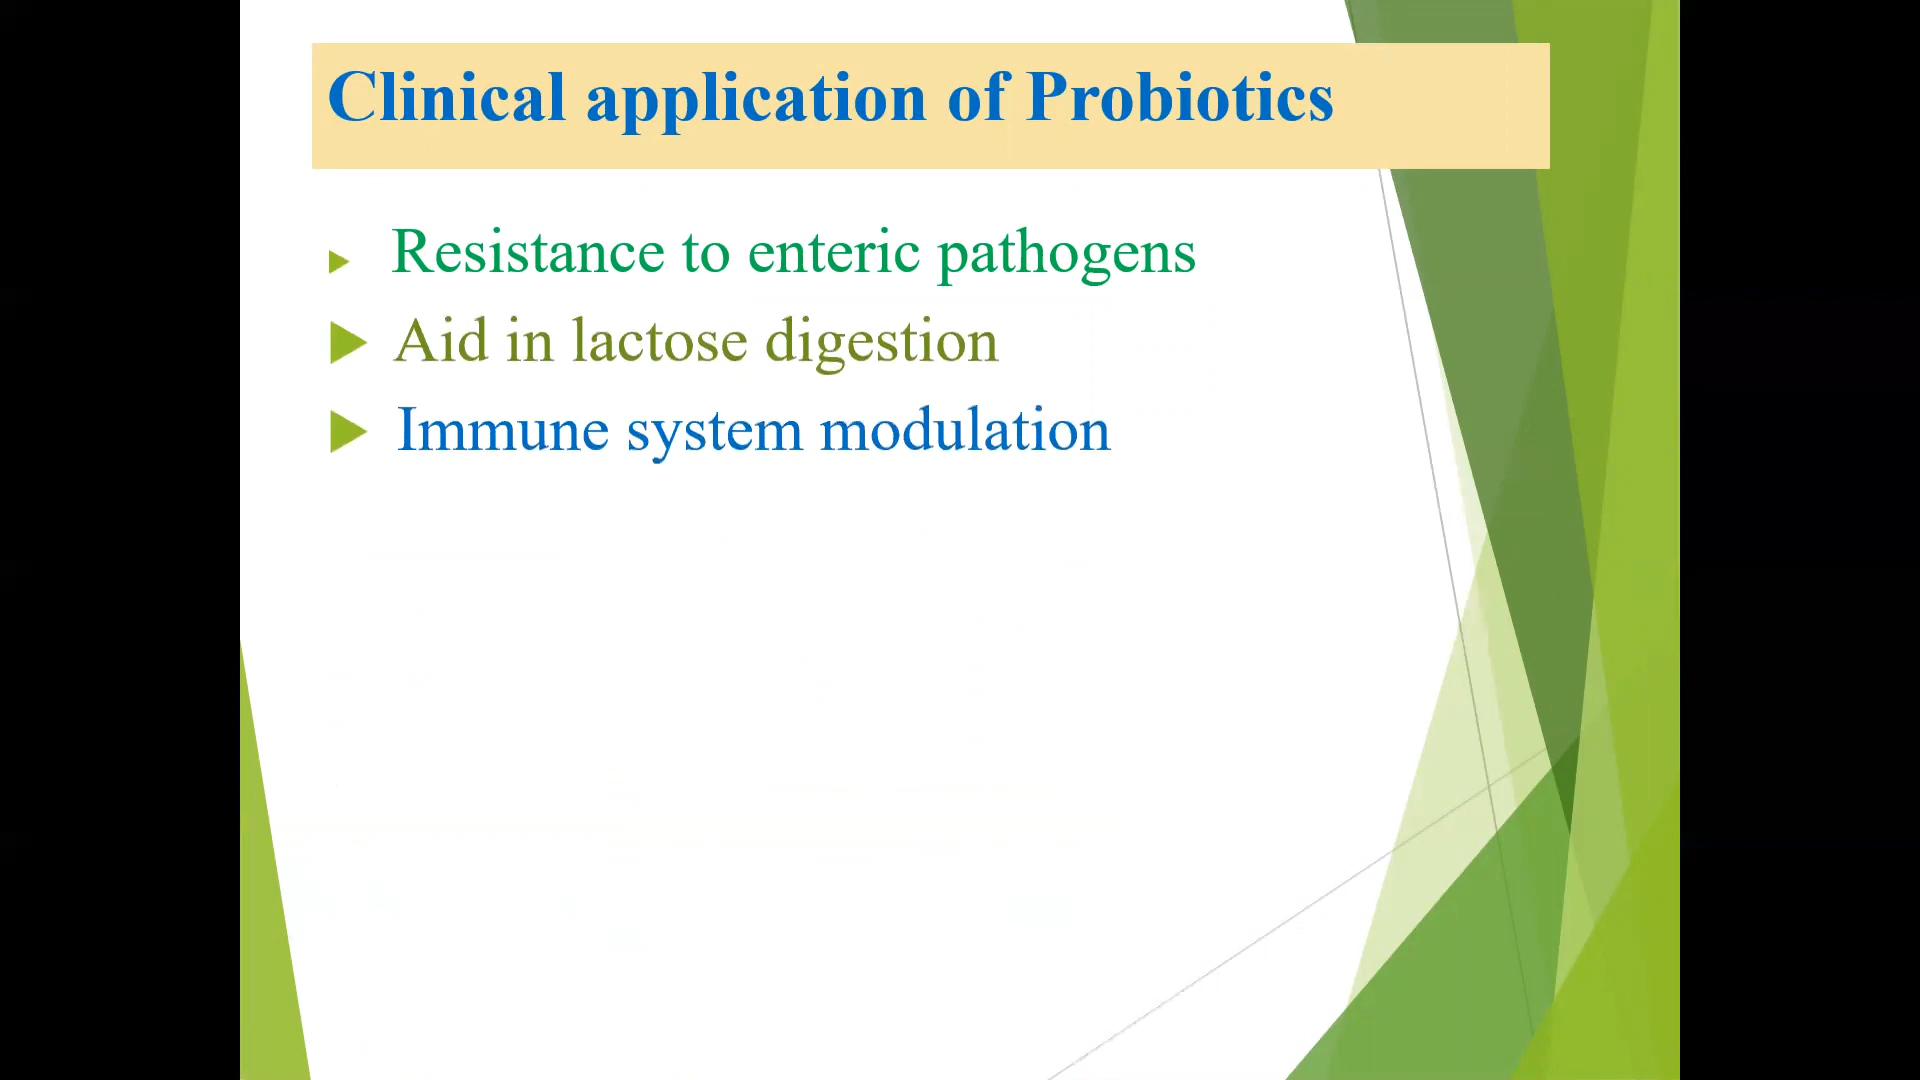 Clinical application of Probiotics
Resistance to enteric pathogens
Aid in lactose digestion
Immune system modulation